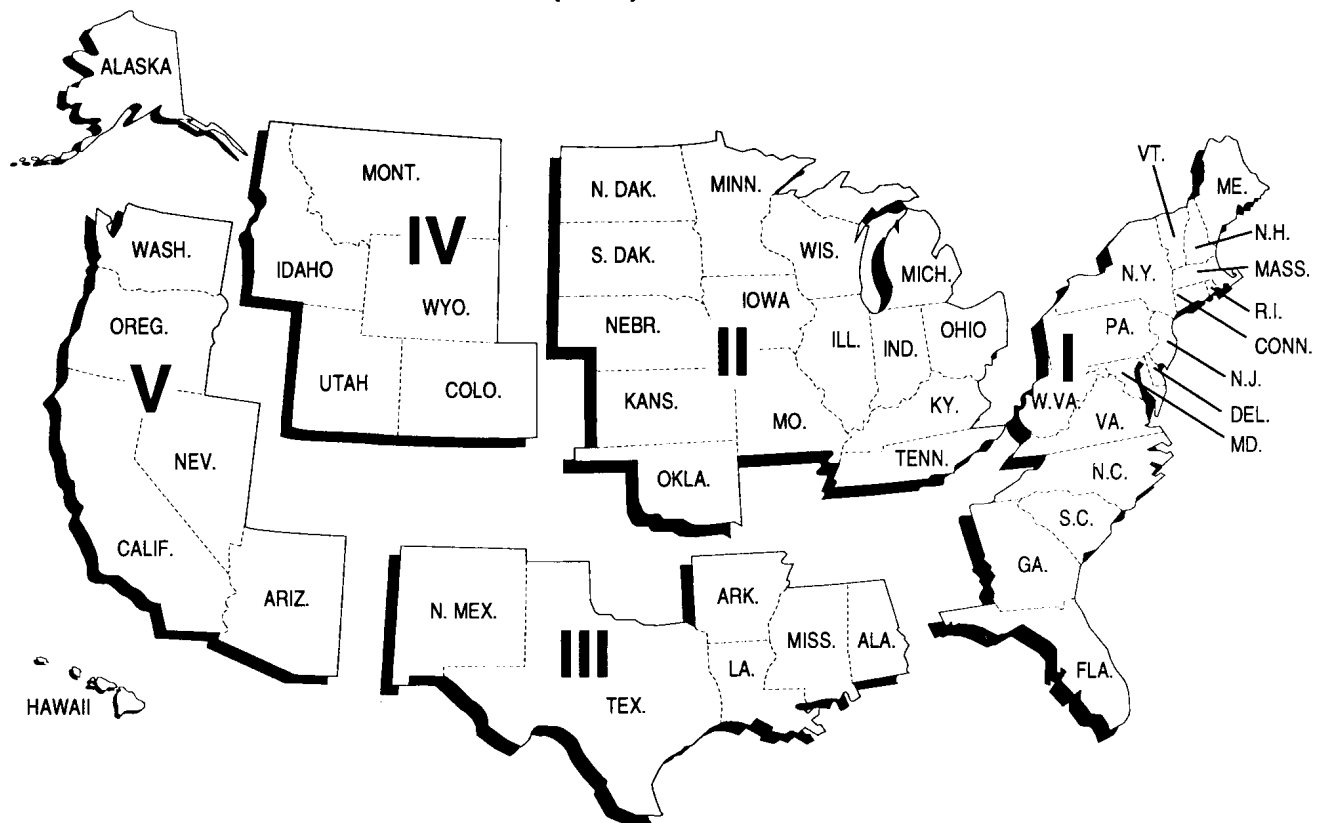 ALASKA
MONT.
IV
IDAHO
WYO.
UTAH
COLO.
WASH.
OREG.
V
NEV.
CALIF.
ARIZ.
HAWAII
N. DAK.
MINN.
S. DAK.
WIS.
MICH.
NEBR.
IOWA
II
ILL.
IND.
OHIO
KANS.
MO.
KY.
OKLA.
TENN.
N. MEX.
III
TEX.
ARK.
LA.
MISS.
ALA.
VT.
ME.
N.H.
N.Y.
MASS.
R.I.
PA.
I
CONN.
N.J.
W.VA.
DEL.
VA.
MD.
N.C.
S.C.
GA.
FLA.